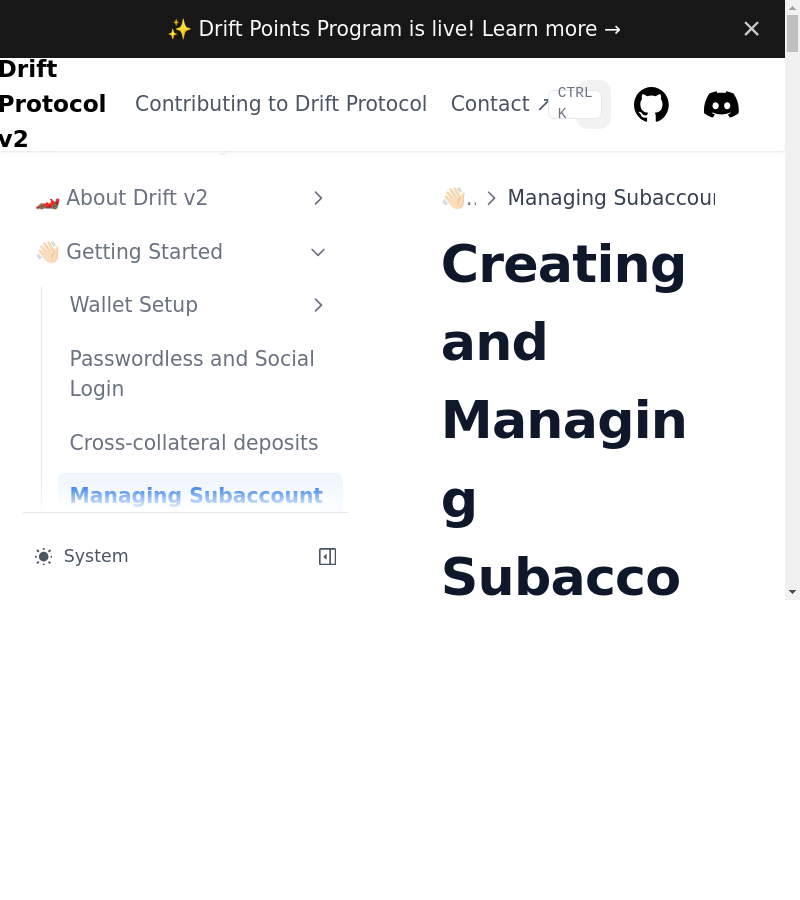 ✨ Drift Points Program is live! Learn more →
Drift
Protocol
v2
Contributing to Drift Protocol
Contact ↗
CTRL
K
🏎️ About Drift v2
👋🏻 Getting Started
Wallet Setup
Passwordless and Social
Login
Cross-collateral deposits
Managing Subaccount
System
👋🏻..
Managing Subaccou
Creating
and
Managin
g
Subacco